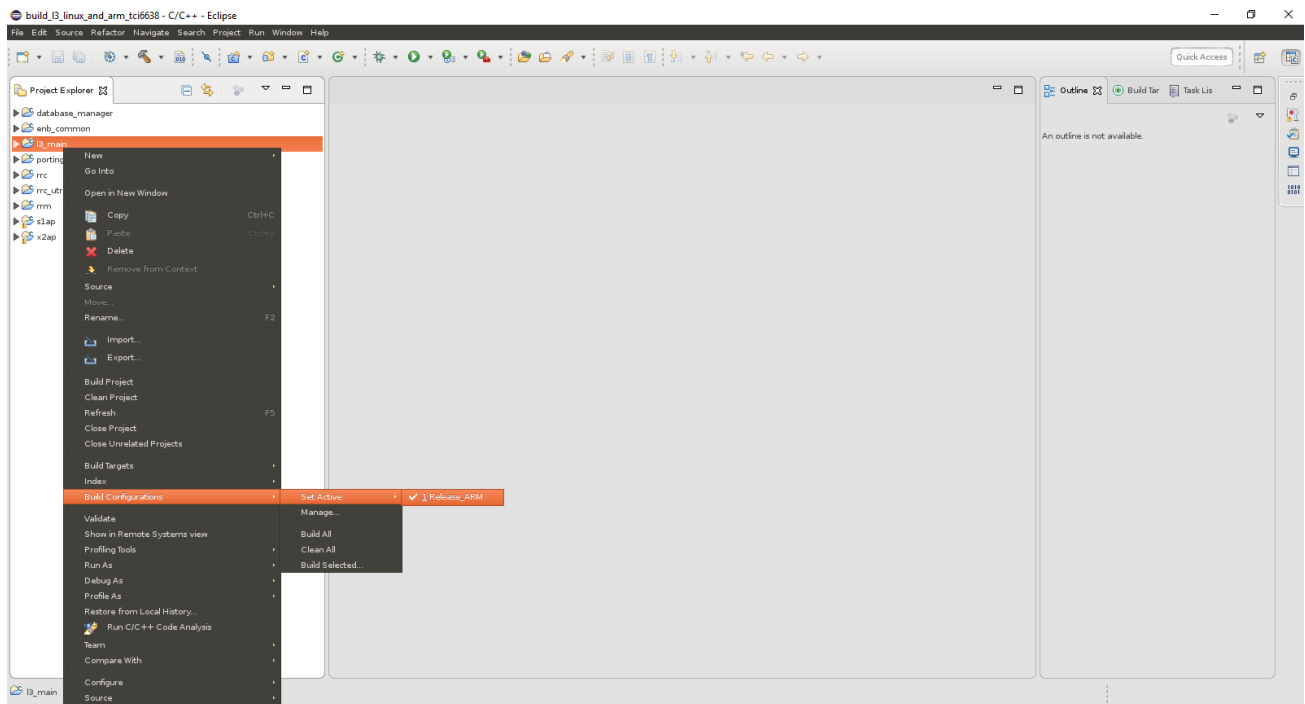 build_l3_linux_and_arm_tci6638 - C/C++ - Eclipse
File Edit Source Refactor Navigate Search Project Run Window Help
Quick Access
Project Explorer
Outline Build Tar Task Lis
An outline is not available.
database_manager
enb_common
l3_main
porting
rrc
rrc_utr
rrm
s1ap
x2ap
New
Go Into
Open in New Window
Copy Ctrl+C
Paste Ctrl+V
Delete
Remove from Context
Source
Move...
Rename... F2
Import...
Export...
Build Project
Clean Project
Refresh F5
Close Project
Close Unrelated Projects
Build Targets
Index
Build Configurations
Validate
Show in Remote Systems view
Profiling Tools
Run As
Debug As
Profile As
Restore from Local History...
Run C/C++ Code Analysis
Team
Compare With
Configure
Source
Set Active
Manage...
Build All
Clean All
Build Selected...
1 Release_ARM
l3_main